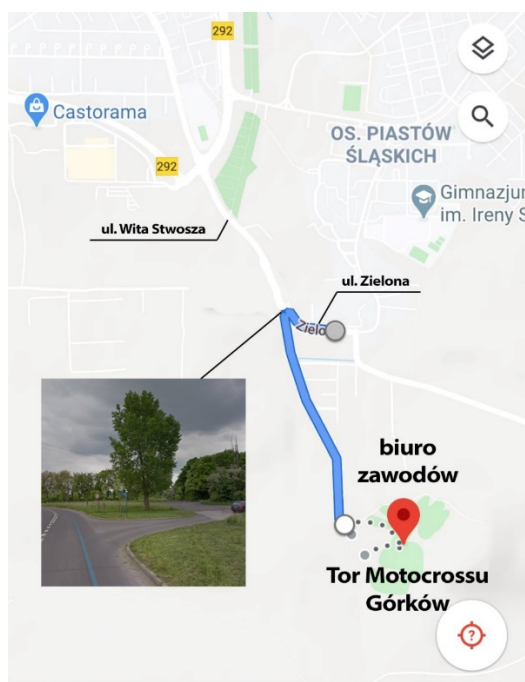 292
Castorama
OS. PIASTÓW
ŚLĄSKICH
292
Gimnazjur
im. Ireny S
ul. Wita Stwosza
ul. Zielona
Zielo
biuro
zawodów
Tor Motocrossu
Górków
?